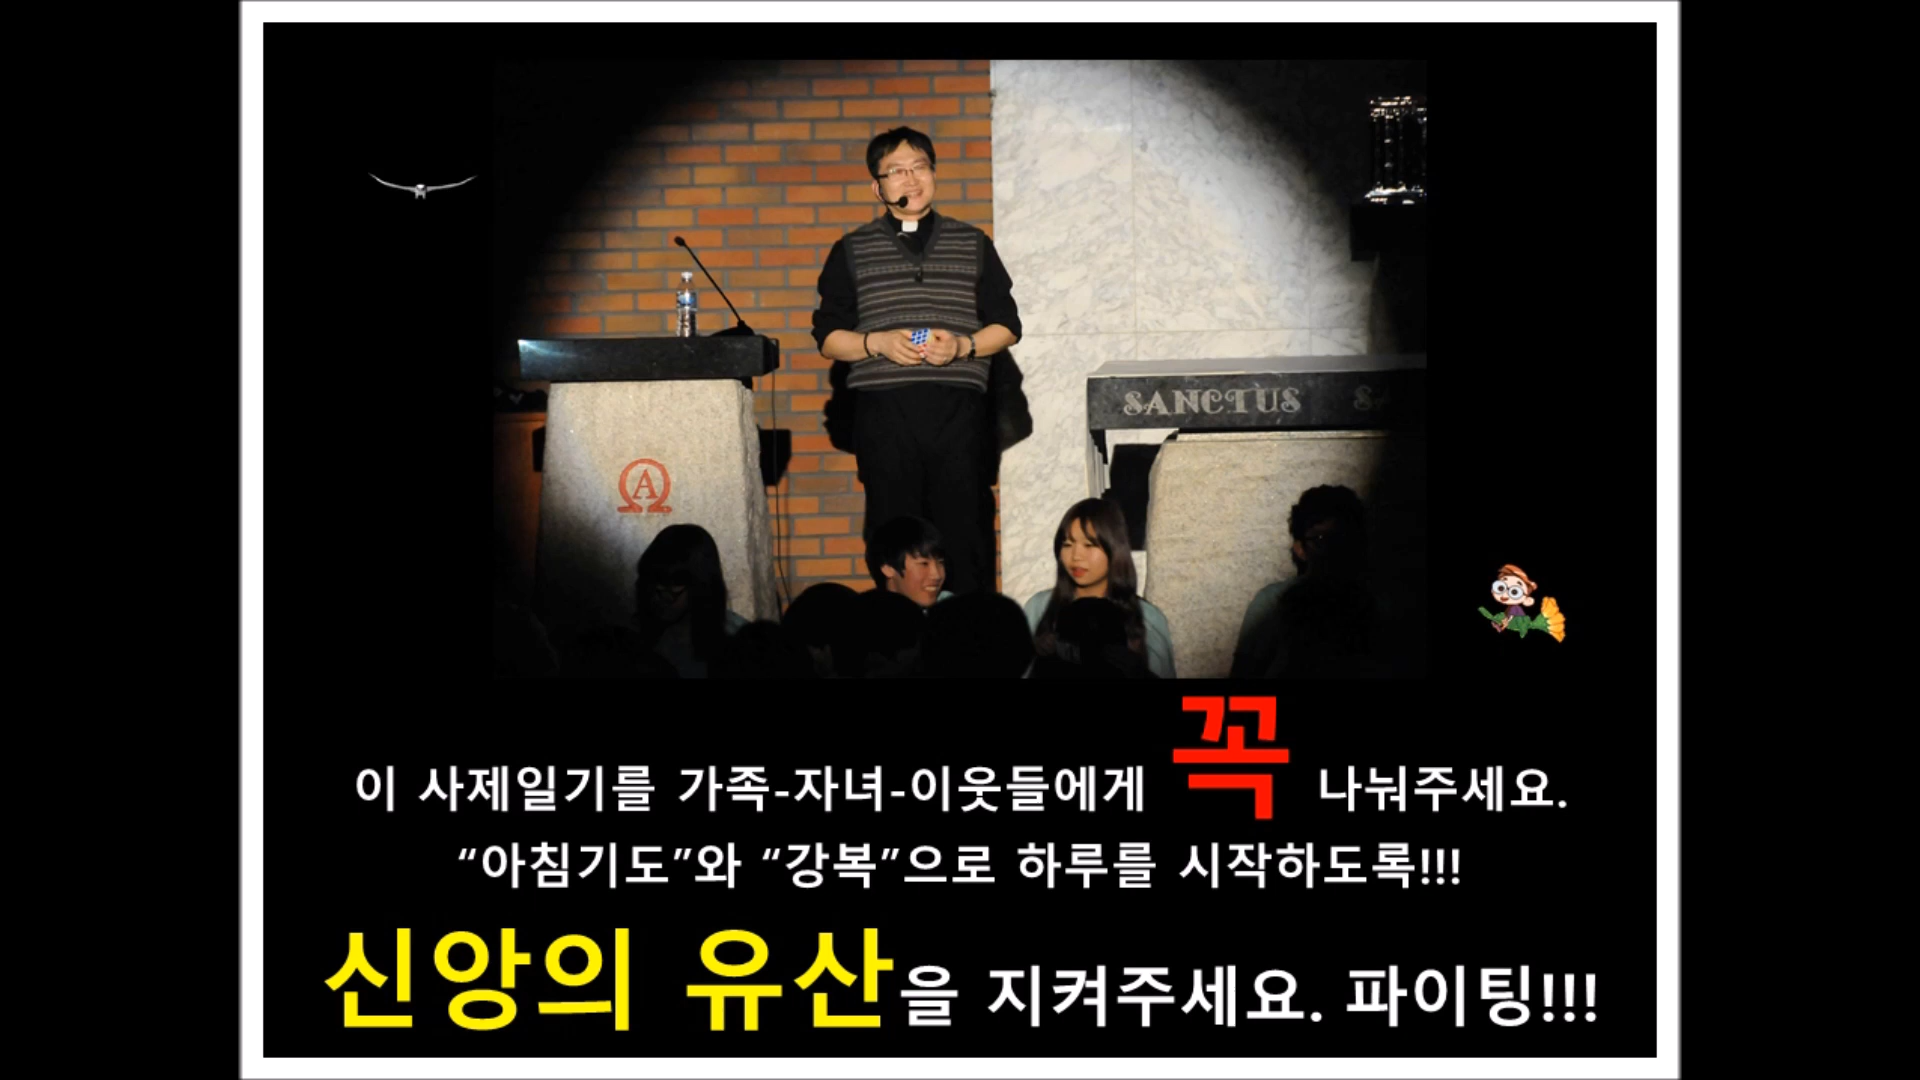 SANCTUS SA
A
이 사제일기를 가족-자녀-이웃들에게 꼭 나눠주세요.
“아침기도”와 “강복”으로 하루를 시작하도록!!!
신앙의 유산을 지켜주세요. 파이팅!!!